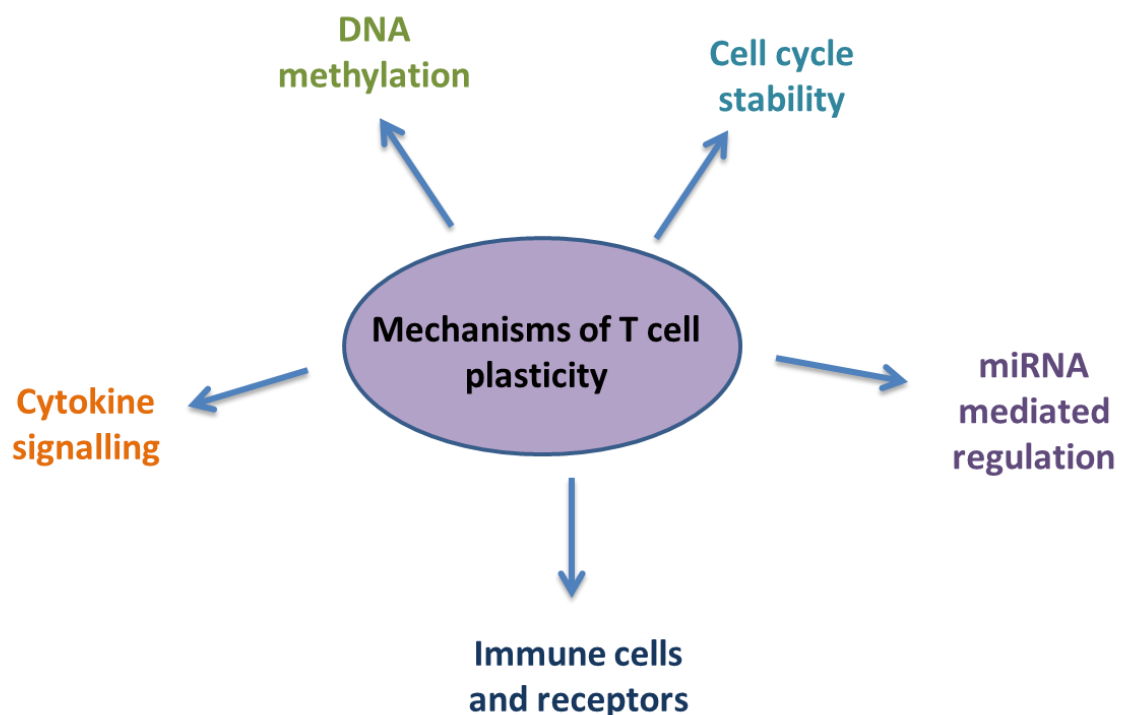 DNA
methylation
Cell cycle
stability
Mechanisms of T cell
plasticity
Cytokine
signalling
miRNA
mediated
regulation
Immune cells
and receptors